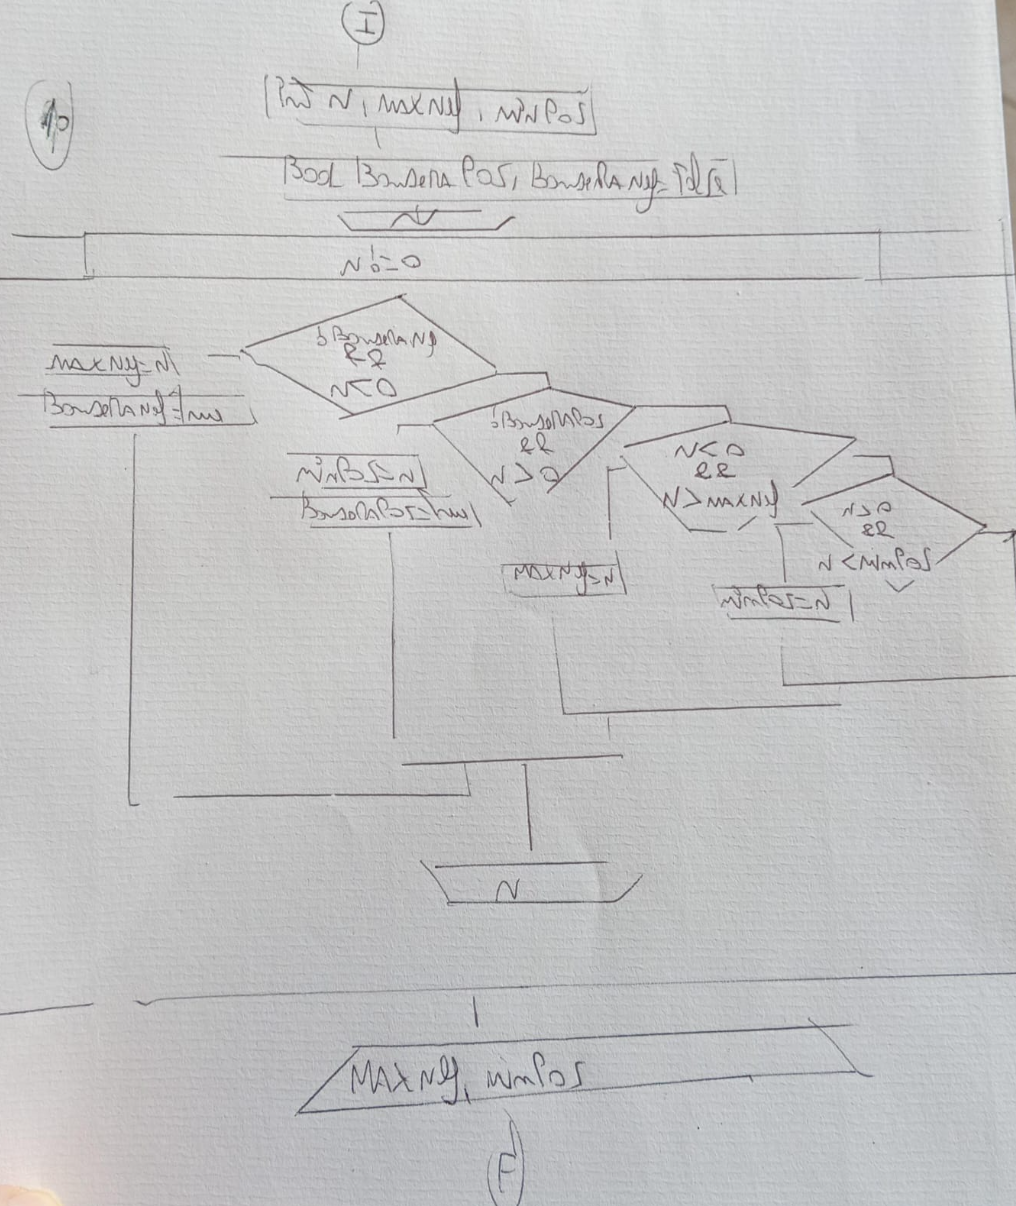 I
1º
int N, MAXNeg, minPos
Bool BanderaPos, BanderaNeg=False
N
N!=0
!BanderaNeg
&&
N<0
MAXNeg=N
BanderaNeg=true
!BanderaPos
&&
N>0
minPos=N
BanderaPos=true
N<0
&&
N>MAXNeg
MAXNeg=N
N>0
&&
N<minPos
minPos=N
N
MAXNeg, minPos
F